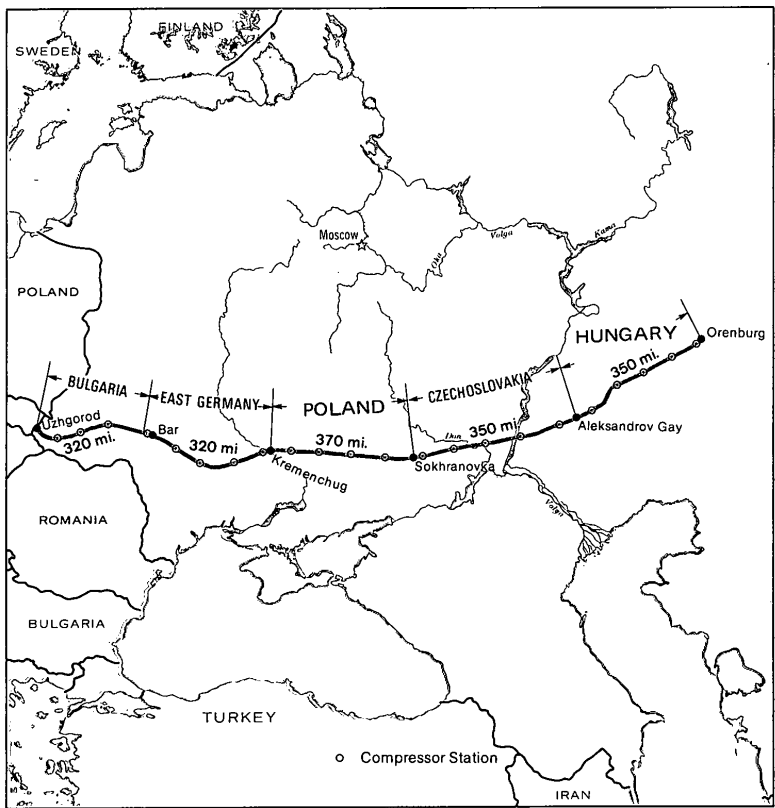 FINLAND
SWEDEN
Moscow
Oka
Volga
Kama
POLAND
HUNGARY
Orenburg
350 mi.
BULGARIA
EAST GERMANY
POLAND
CZECHOSLOVAKIA
Uzhgorod
320 mi.
Bar
320 mi
Kremenchug
370 mi.
Sokhranovka
350 mi.
Aleksandrov Gay
Volga
ROMANIA
BULGARIA
TURKEY
Compressor Station
IRAN